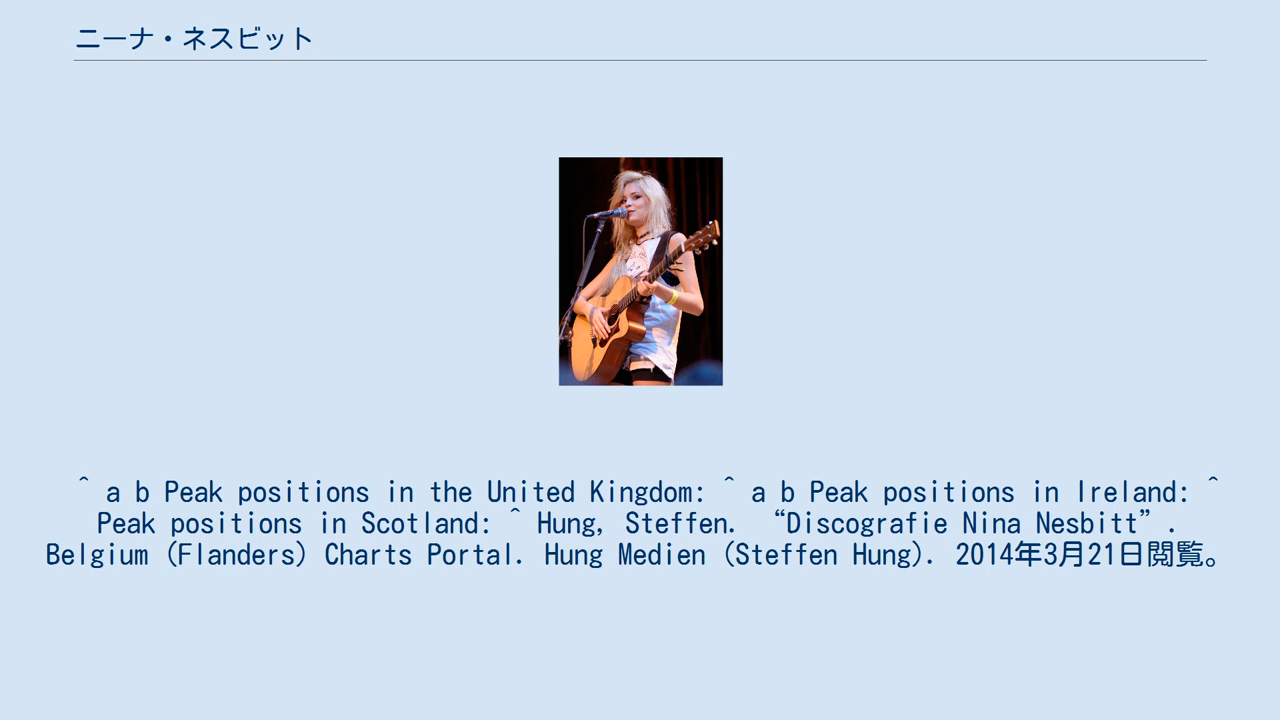 ニーナ・ネスビット
^ a b Peak positions in the United Kingdom: ^ a b Peak positions in Ireland: ^
Peak positions in Scotland: ^ Hung, Steffen. “Discografie Nina Nesbitt”.
Belgium (Flanders) Charts Portal. Hung Medien (Steffen Hung). 2014年3月21日閲覧。